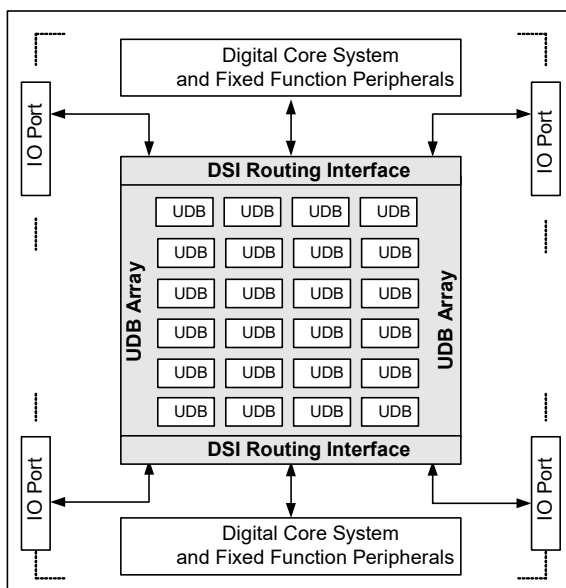 Digital Core System
and Fixed Function Peripherals
IO Port
IO Port
DSI Routing Interface
UDB Array
UDB Array
UDB UDB UDB UDB
UDB UDB UDB UDB
UDB UDB UDB UDB
UDB UDB UDB UDB
UDB UDB UDB UDB
UDB UDB UDB UDB
DSI Routing Interface
IO Port
IO Port
Digital Core System
and Fixed Function Peripherals